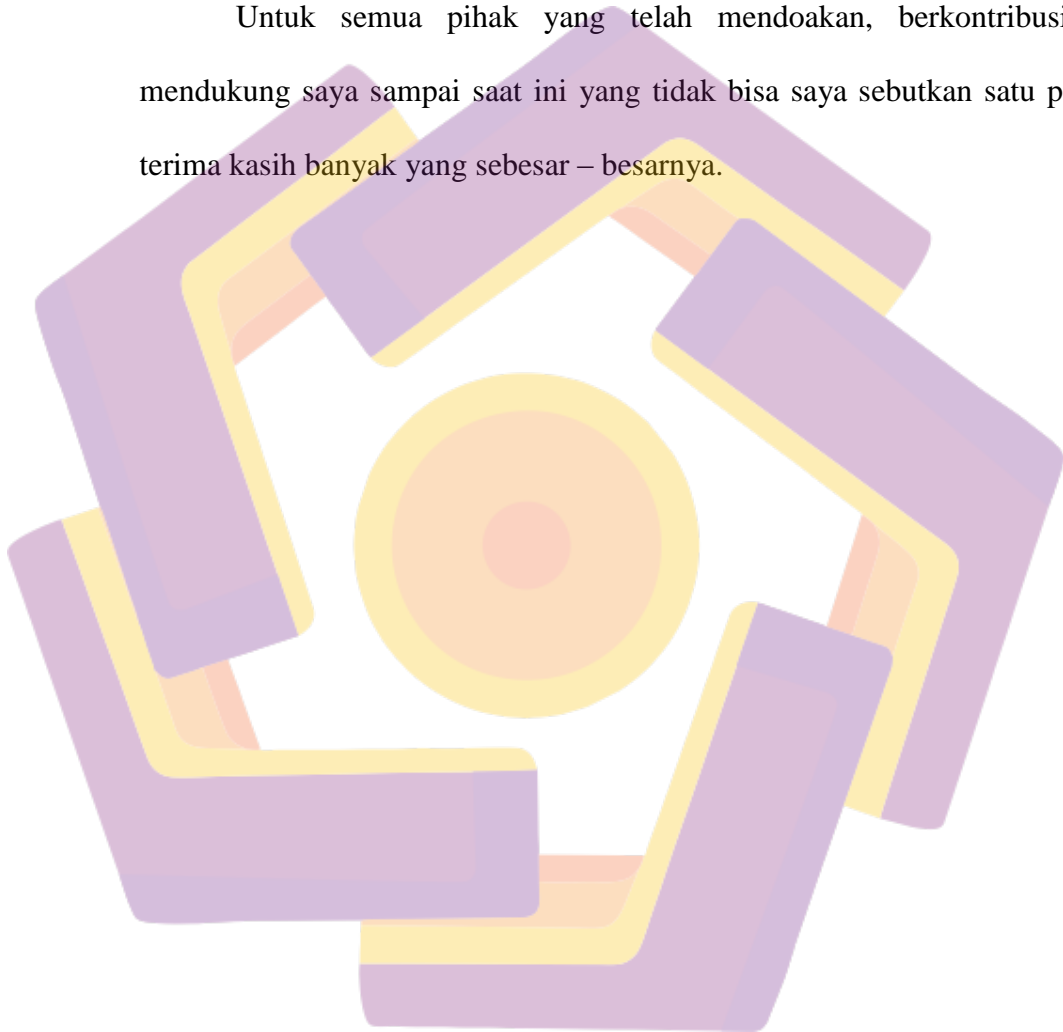 Untuk semua pihak yang telah mendoakan, berkontribusi
mendukung saya sampai saat ini yang tidak bisa saya sebutkan satu p
terima kasih banyak yang sebesar – besarnya.